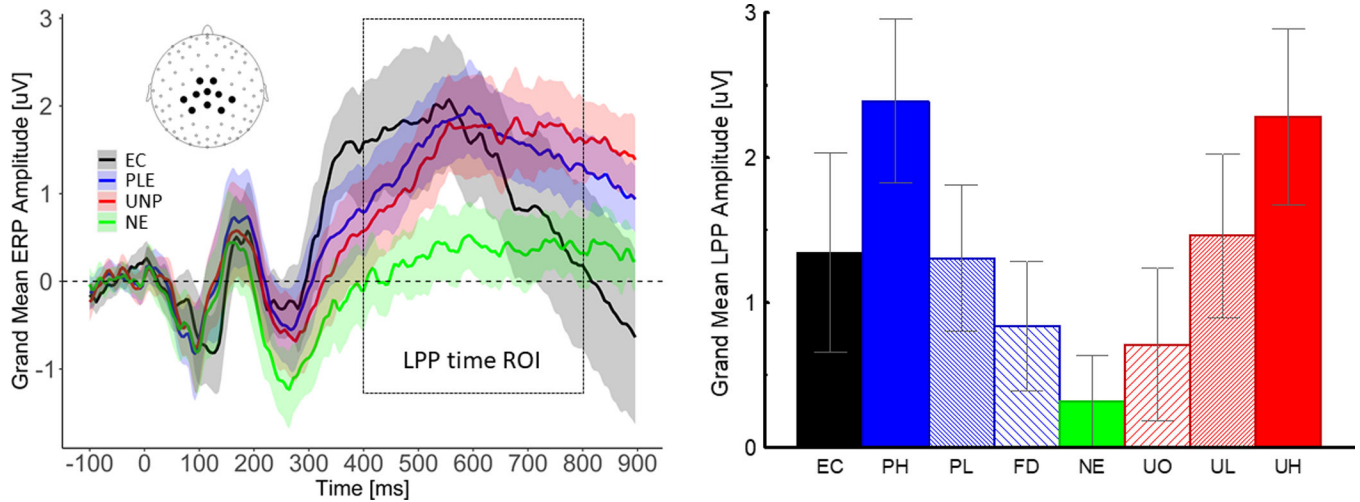 Grand Mean ERP Amplitude [uV]
3
2
1
0
-1
EC
PLE
UNP
NE
LPP time ROI
-100 0 100 200 300 400 500 600 700 800 900
Time [ms]
Grand Mean LPP Amplitude [uV]
3
2
1
0
EC PH PL FD NE UO UL UH